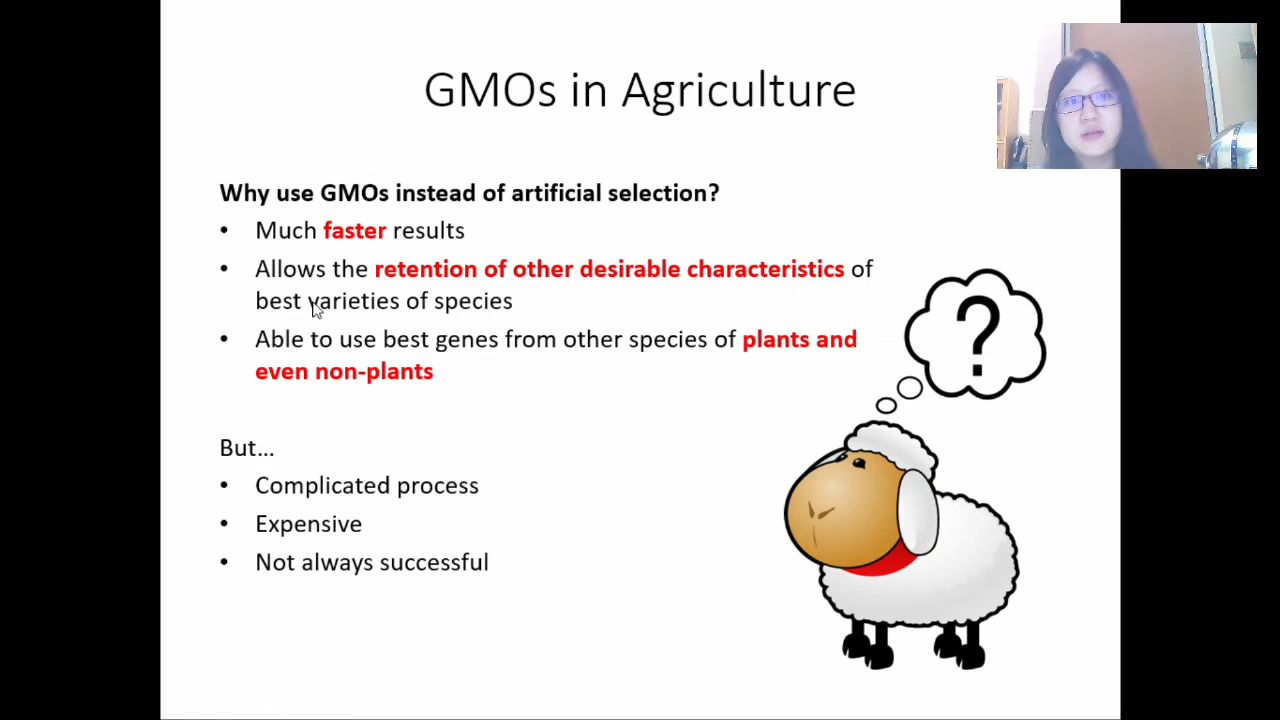 GMOs in Agriculture
Why use GMOs instead of artificial selection?
• Much faster results
• Allows the retention of other desirable characteristics of
best varieties of species
• Able to use best genes from other species of plants and
even non-plants
?
But...
• Complicated process
• Expensive
• Not always successful